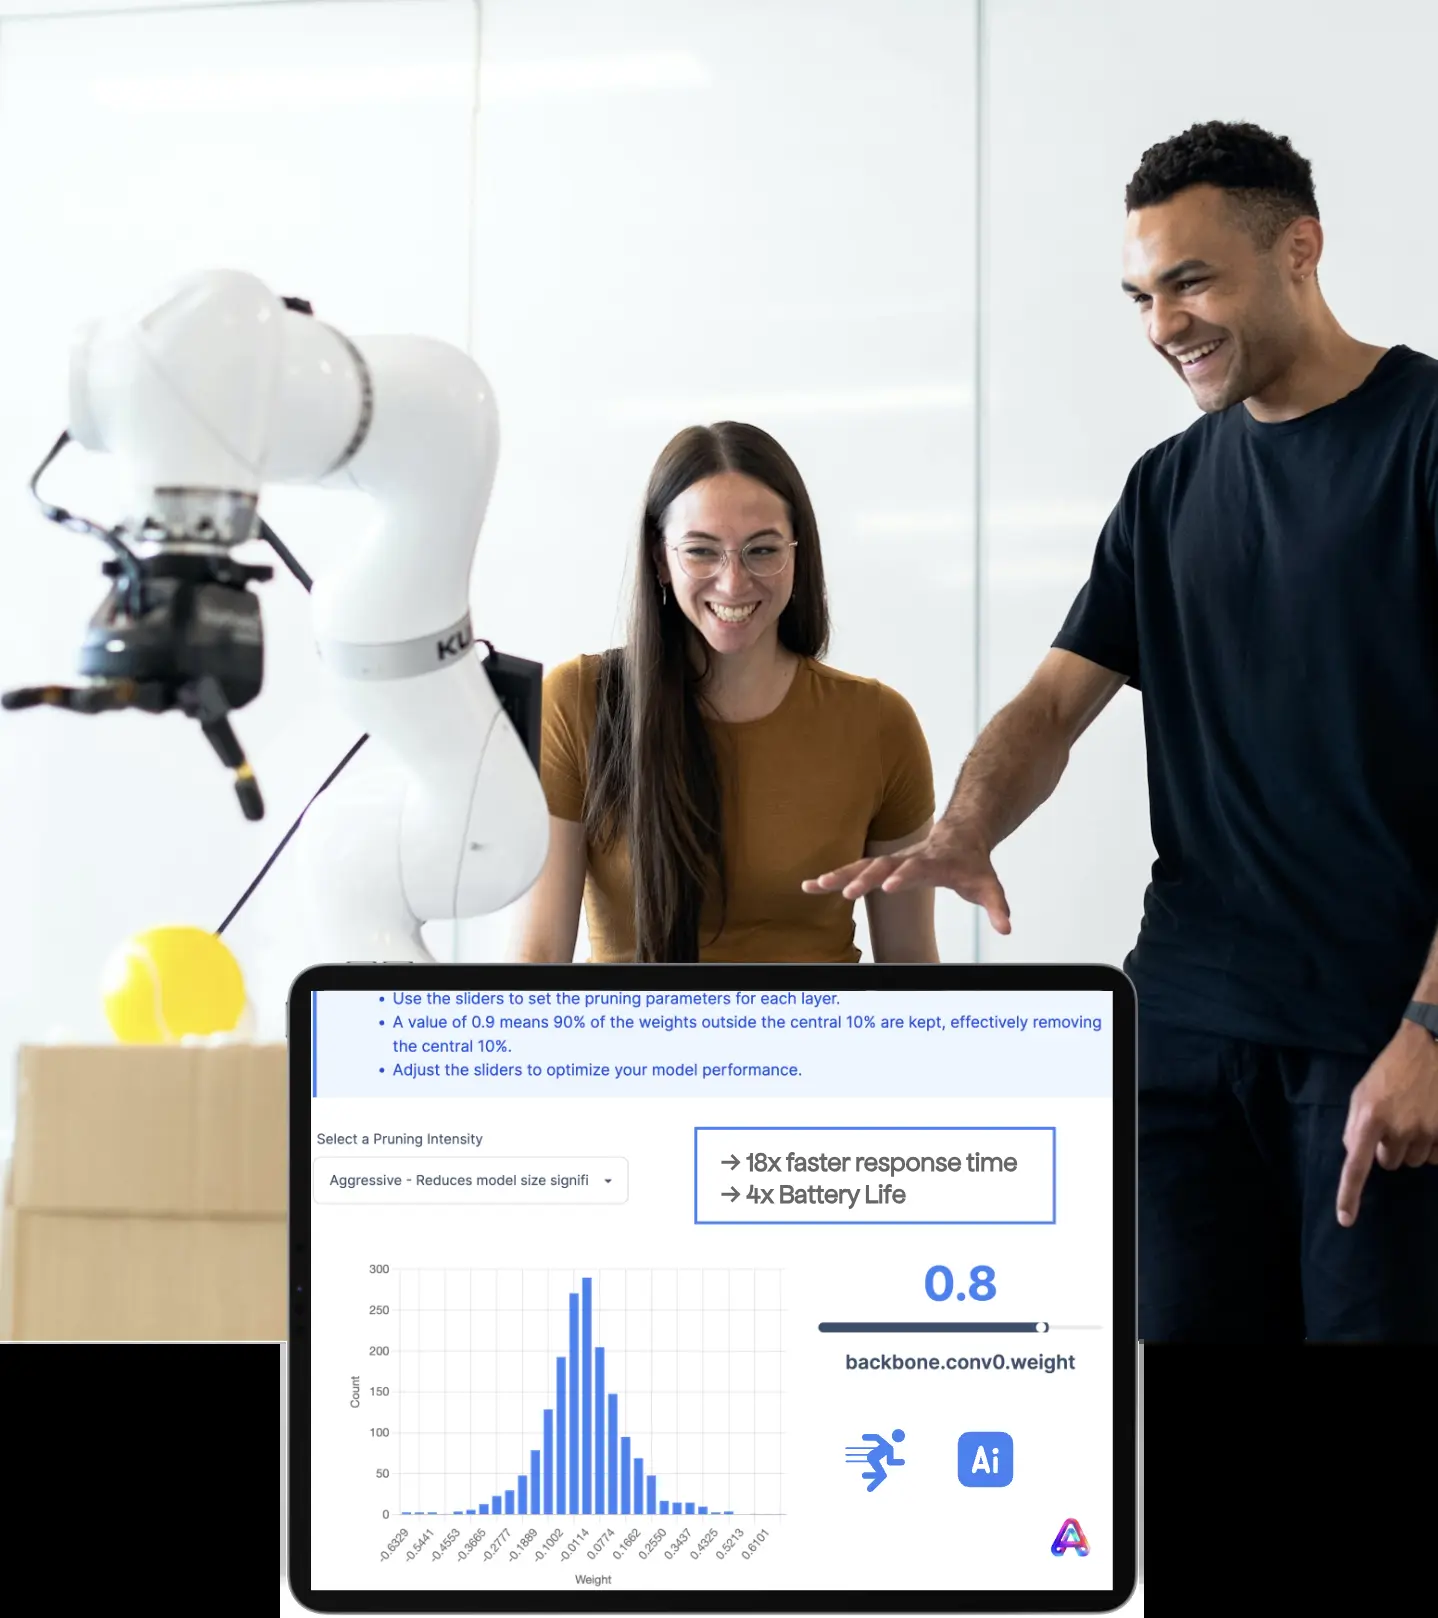 KU
• Use the sliders to set the pruning parameters for each layer.
• A value of 0.9 means 90% of the weights outside the central 10% are kept, effectively removing
the central 10%.
• Adjust the sliders to optimize your model performance.
Select a Pruning Intensity
Aggressive - Reduces model size signifi
→ 18x faster response time
→ 4x Battery Life
0.8
backbone.conv0.weight
Ai
Count
300
250
200
150
100
50
0
-0.6329
-0.5441
-0.4553
-0.3665
-0.2777
-0.1889
-0.1002
-0.0114
0.0774
0.1662
0.2550
0.3437
0.4325
0.5213
0.6101
Weight
A